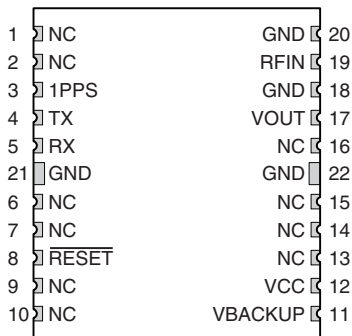 1 NC GND 20
2 NC RFIN 19
3 1PPS GND 18
4 TX VOUT 17
5 RX NC 16
21 GND GND 22
6 NC NC 15
7 NC NC 14
8 RESET NC 13
9 NC VCC 12
10 NC VBACKUP 11